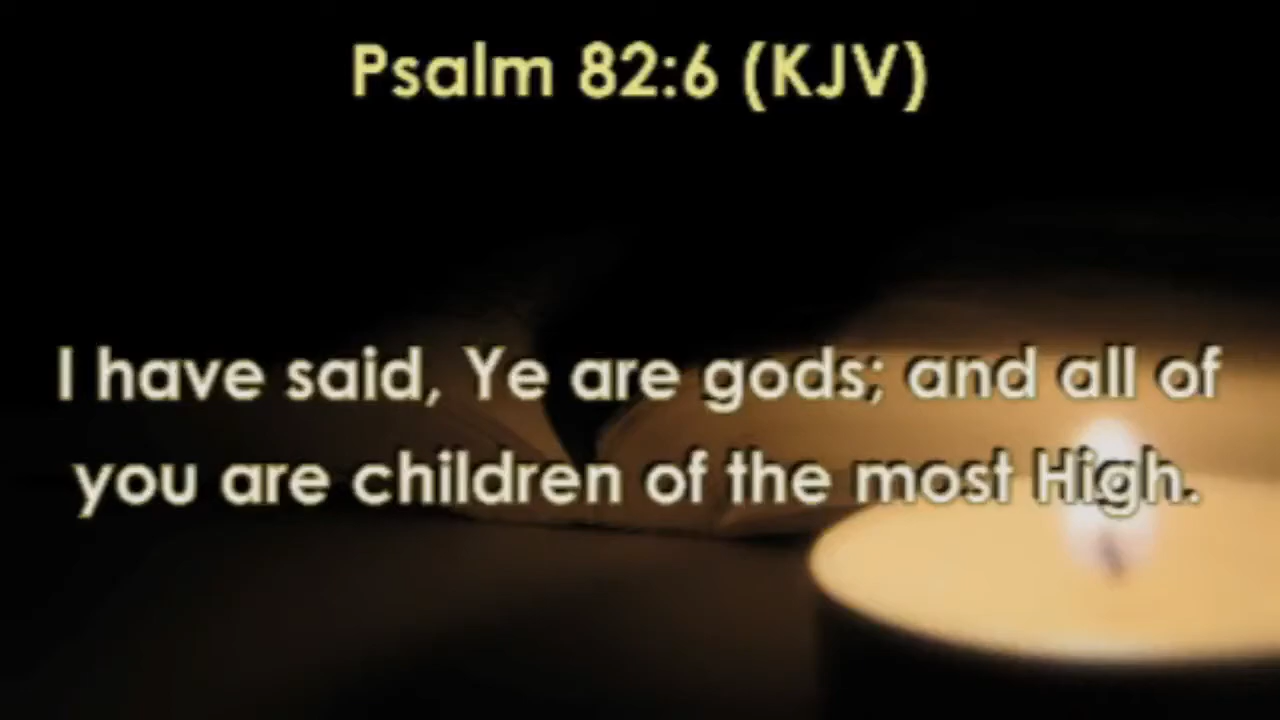 Psalm 82:6 (KJV)
I have said, Ye are gods; and all of
you are children of the most High.